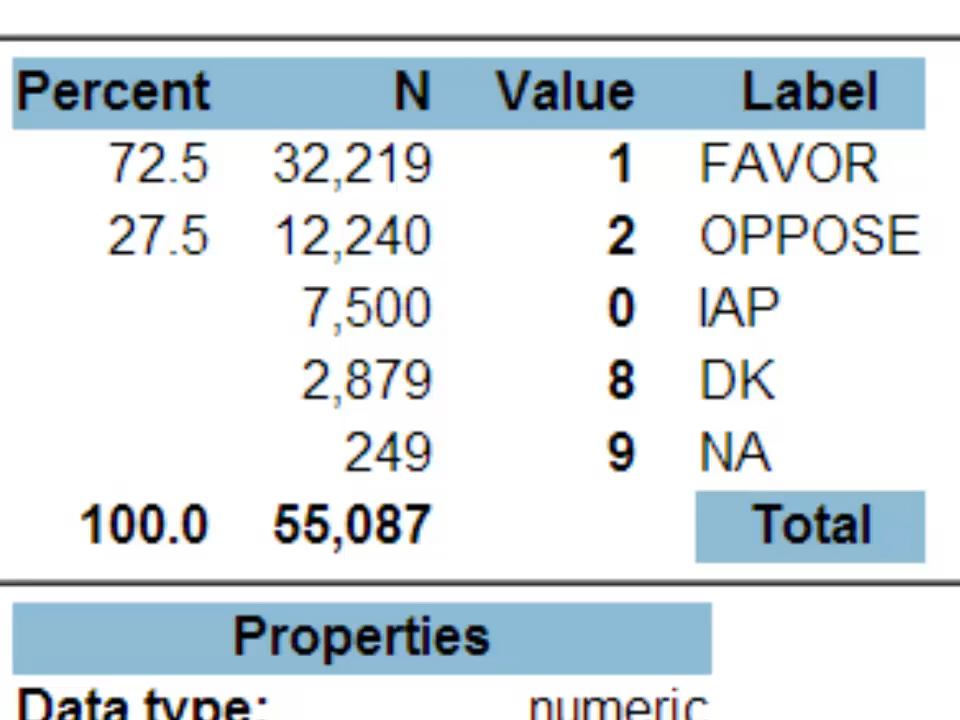 Percent N Value Label
72.5 32,219 1 FAVOR
27.5 12,240 2 OPPOSE
7,500 0 IAP
2,879 8 DK
249 9 NA
100.0 55,087 Total
Properties
Data type: numeric